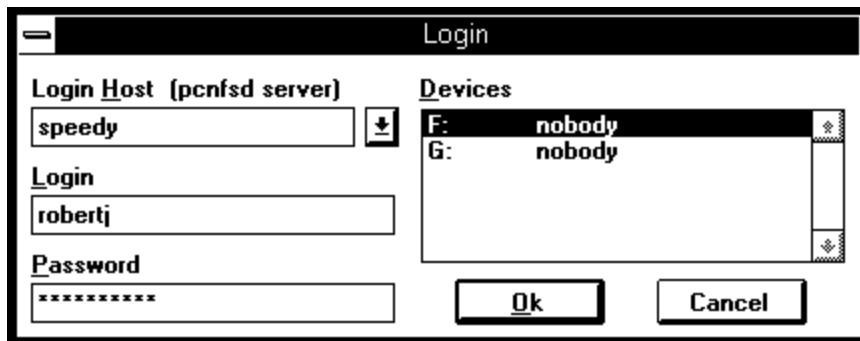 Login
Login Host (pcnfsd server)
speedy
Login
robertj
Password
**********
Devices
F: nobody
G: nobody
Ok
Cancel